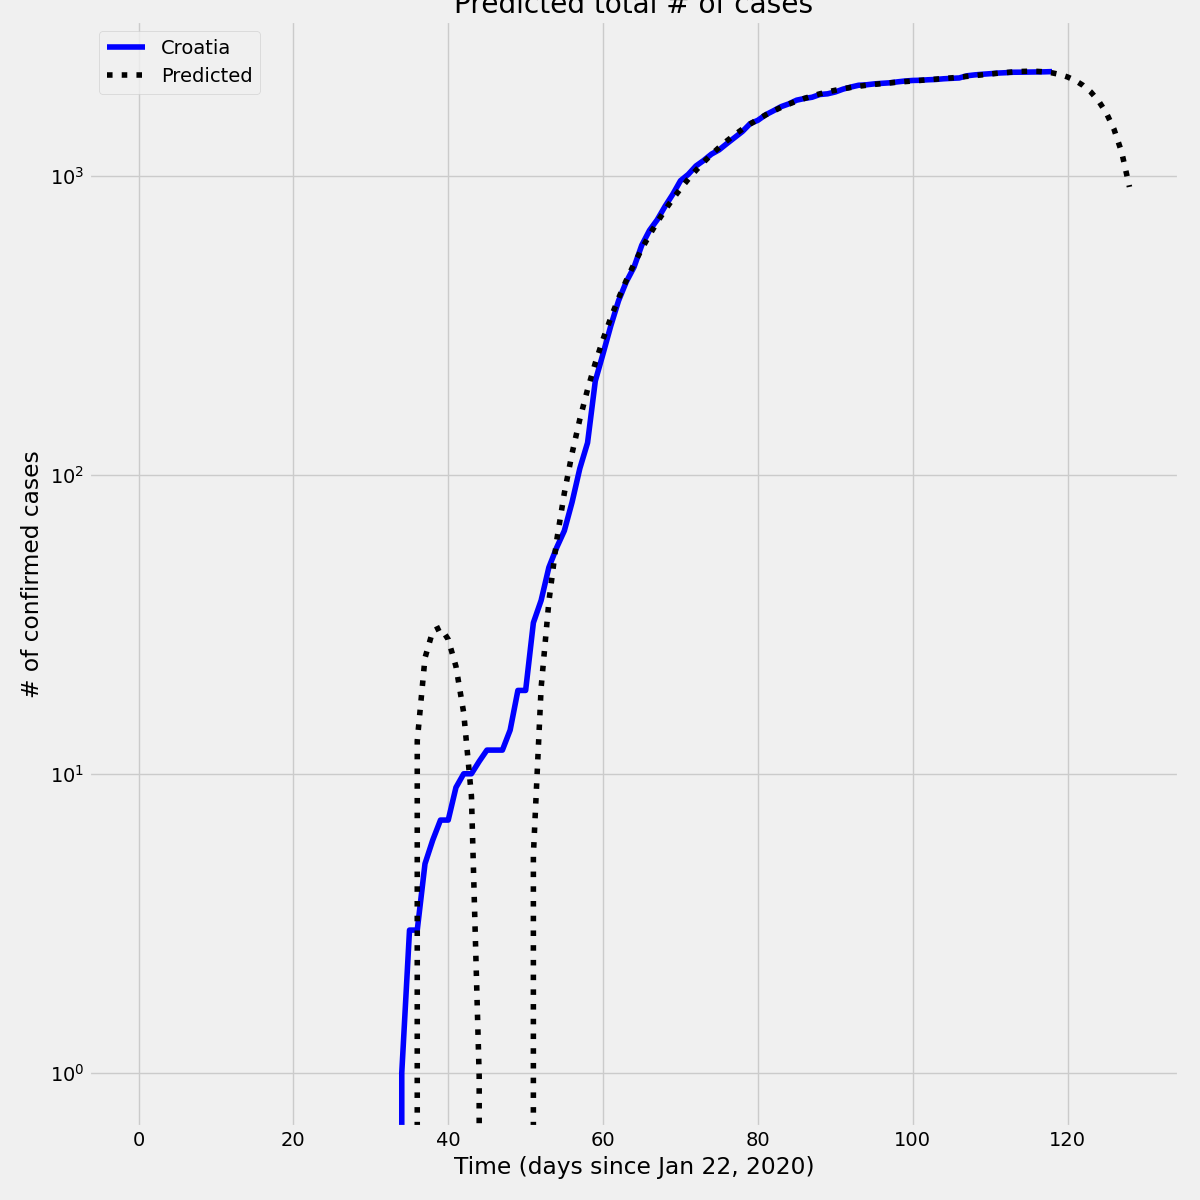 Predicted total # of cases
Croatia
Predicted
10³
10²
10¹
10⁰
# of confirmed cases
0 20 40 60 80 100 120
Time (days since Jan 22, 2020)